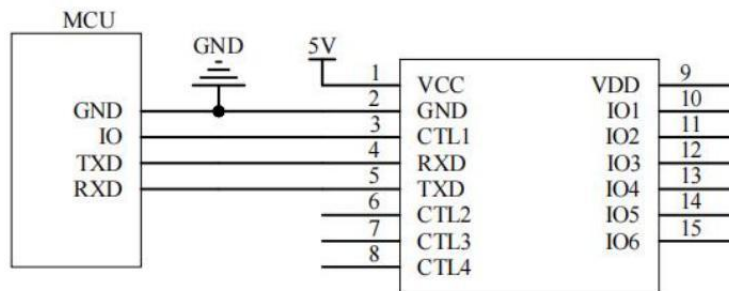 MCU
GND 5V
1 VCC VDD 9
GND 2 GND IO1 10
IO 3 CTL1 IO2 11
TXD 4 RXD IO3 12
RXD 5 TXD IO4 13
6 CTL2 IO5 14
7 CTL3 IO6 15
8 CTL4